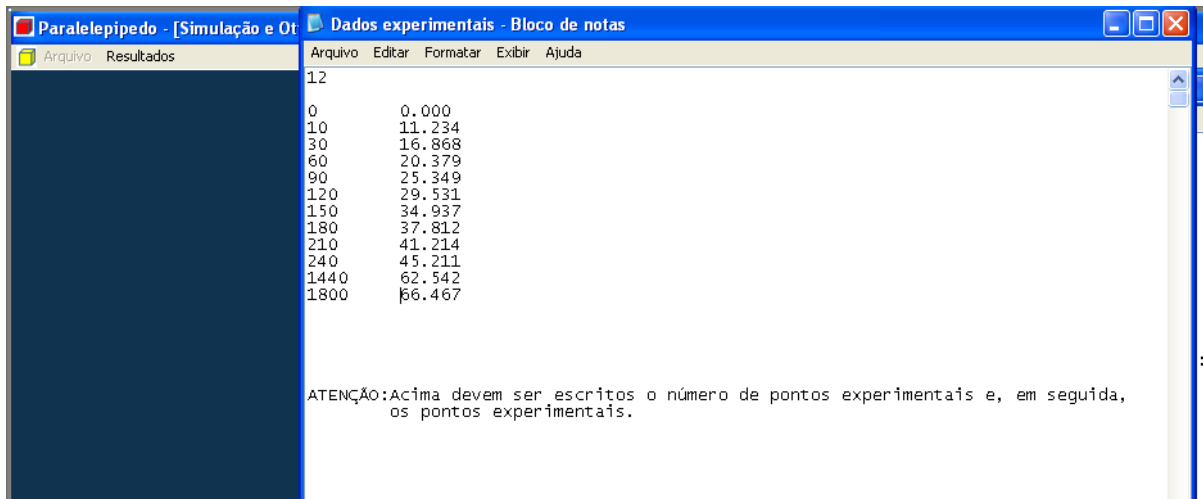 Paralelepipedo - [Simulação e Ot
Arquivo Resultados
Dados experimentais - Bloco de notas
Arquivo Editar Formatar Exibir Ajuda
12
0 0.000
10 11.234
30 16.868
60 20.379
90 25.349
120 29.531
150 34.937
180 37.812
210 41.214
240 45.211
1440 62.542
1800 66.467
ATENÇÃO:Acima devem ser escritos o número de pontos experimentais e, em seguida,
os pontos experimentais.